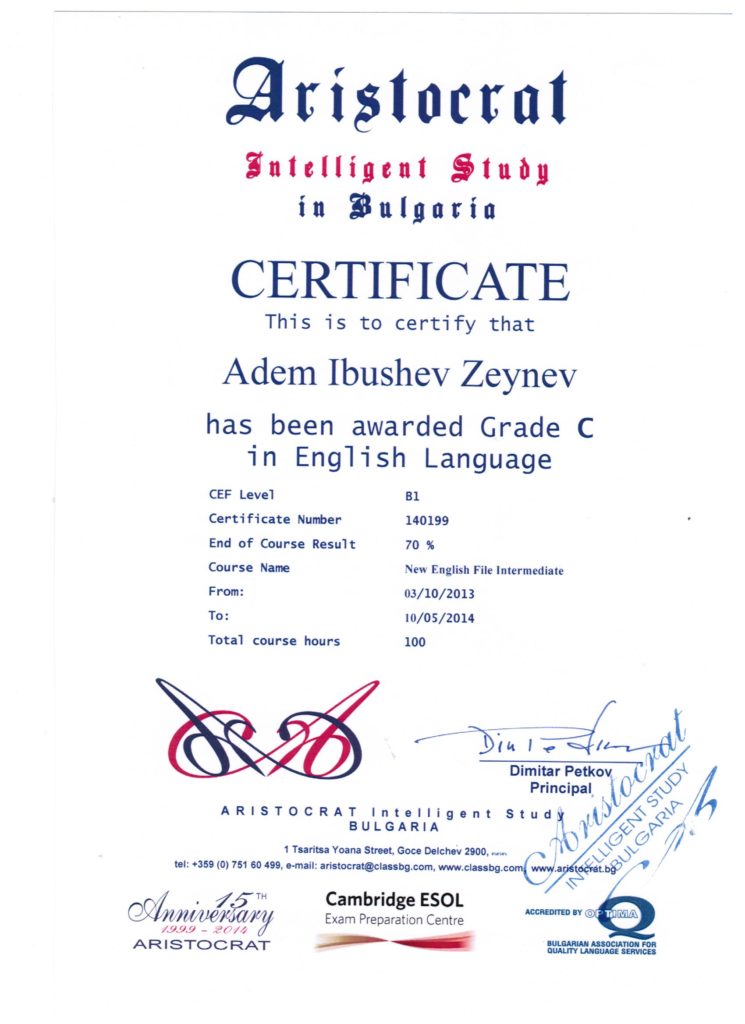 Aristocrat
Intelligent Study
in Bulgaria
CERTIFICATE
This is to certify that
Adem Ibushev Zeynev
has been awarded Grade C
in English Language
CEF Level B1
Certificate Number 140199
End of Course Result 70 %
Course Name New English File Intermediate
From: 03/10/2013
To: 10/05/2014
Total course hours 100
Dimitar Petkov
Principal
ARISTOCRAT Intelligent Study
BULGARIA
1 Tsaritsa Yoana Street, Goce Delchev 2900,
tel: +359 (0) 751 60 499, e-mail: aristocrat@classbg.com, www.classbg.com, www.aristocrat.bg
Aristocrat
INTELLIGENT STUDY
BULGARIA
15TH
Anniversary
1999 - 2014
ARISTOCRAT
Cambridge ESOL
Exam Preparation Centre
ACCREDITED BY OPTIMA
BULGARIAN ASSOCIATION FOR
QUALITY LANGUAGE SERVICES